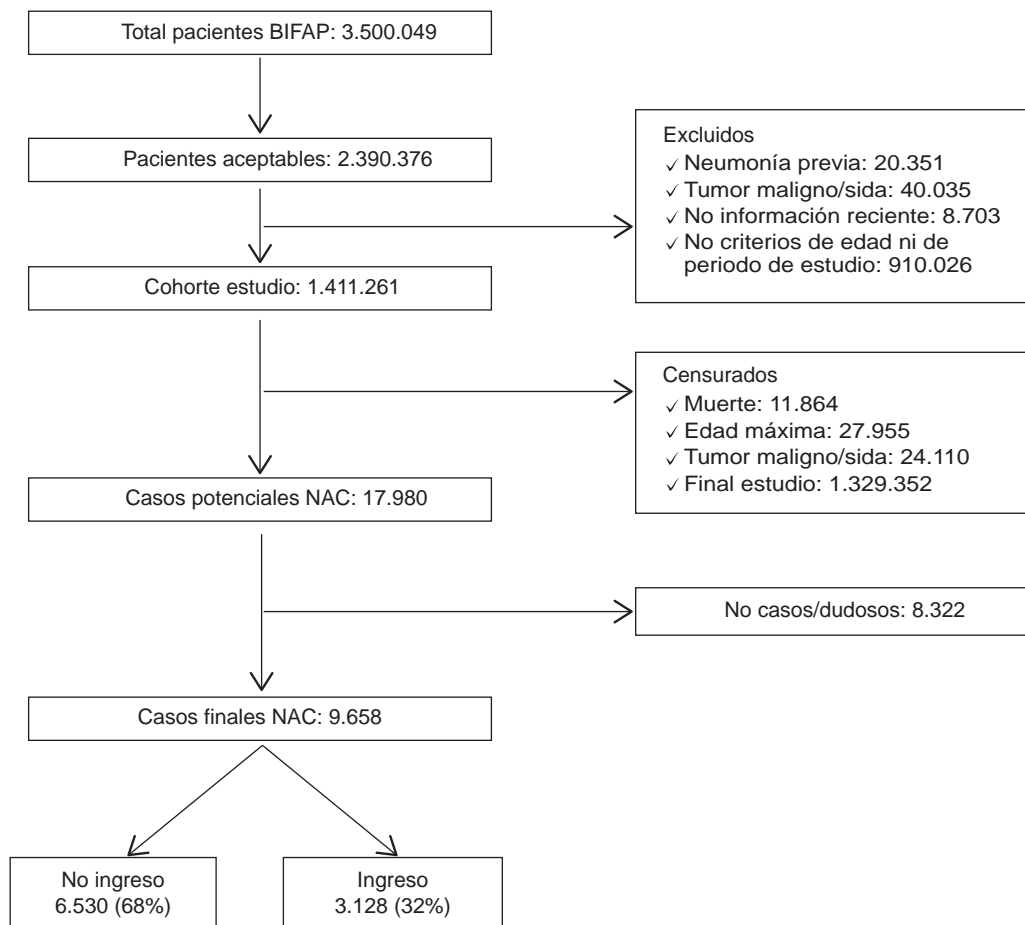 Total pacientes BIFAP: 3.500.049
Pacientes aceptables: 2.390.376
Excluidos
✓ Neumonía previa: 20.351
✓ Tumor maligno/sida: 40.035
✓ No información reciente: 8.703
✓ No criterios de edad ni de
periodo de estudio: 910.026
Cohorte estudio: 1.411.261
Censurados
✓ Muerte: 11.864
✓ Edad máxima: 27.955
✓ Tumor maligno/sida: 24.110
✓ Final estudio: 1.329.352
Casos potenciales NAC: 17.980
No casos/dudosos: 8.322
Casos finales NAC: 9.658
No ingreso
6.530 (68%)
Ingreso
3.128 (32%)